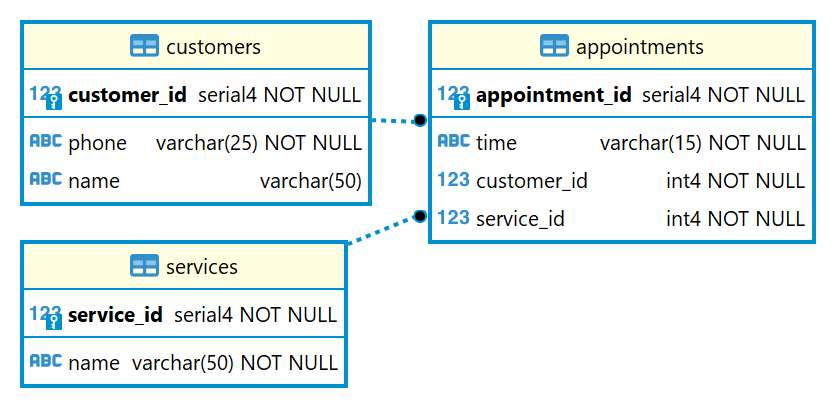 customers
123 customer_id serial4 NOT NULL
ABC phone varchar(25) NOT NULL
ABC name varchar(50)
appointments
123 appointment_id serial4 NOT NULL
ABC time varchar(15) NOT NULL
123 customer_id int4 NOT NULL
123 service_id int4 NOT NULL
services
123 service_id serial4 NOT NULL
ABC name varchar(50) NOT NULL